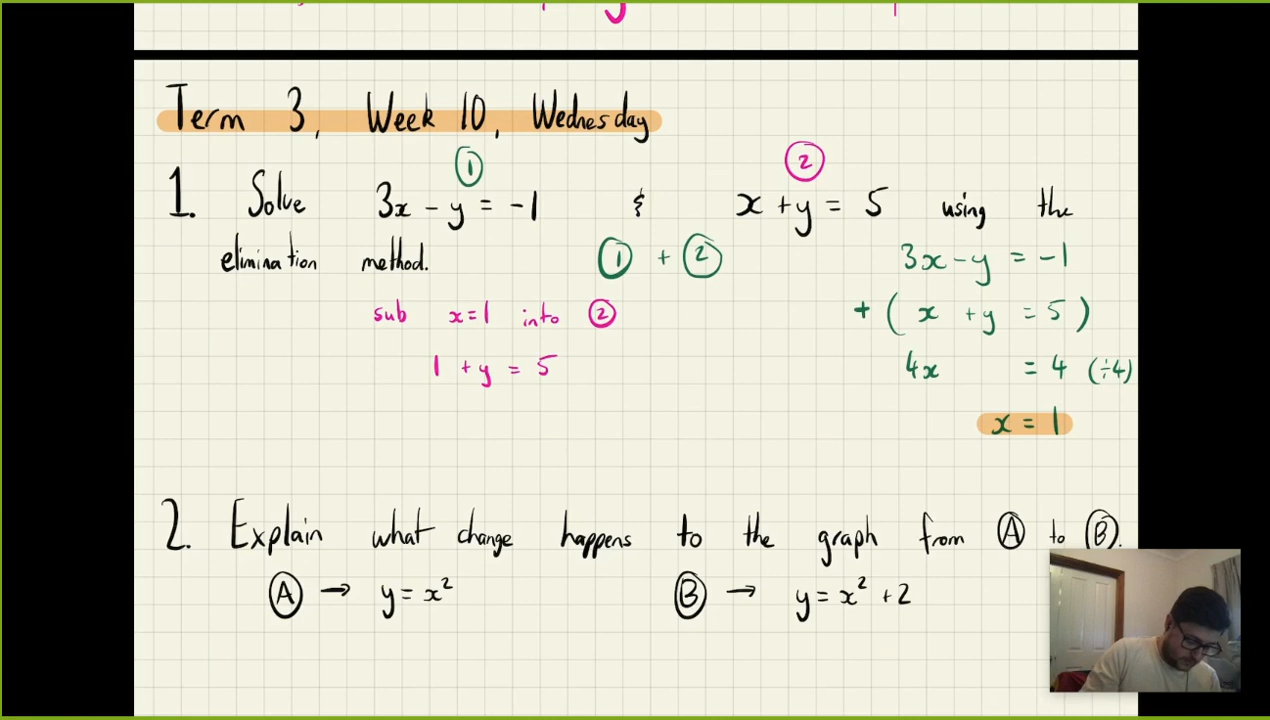 Term 3, Week 10, Wednesday
① ②
1. Solve 3x - y = -1 & x + y = 5 using the
elimination method. ① + ② 3x - y = -1
sub x=1 into ② + ( x + y = 5 )
1 + y = 5 4x = 4 (÷4)
x = 1
2. Explain what change happens to the graph from Ⓐ to Ⓑ.
Ⓐ → y = x² Ⓑ → y = x² + 2